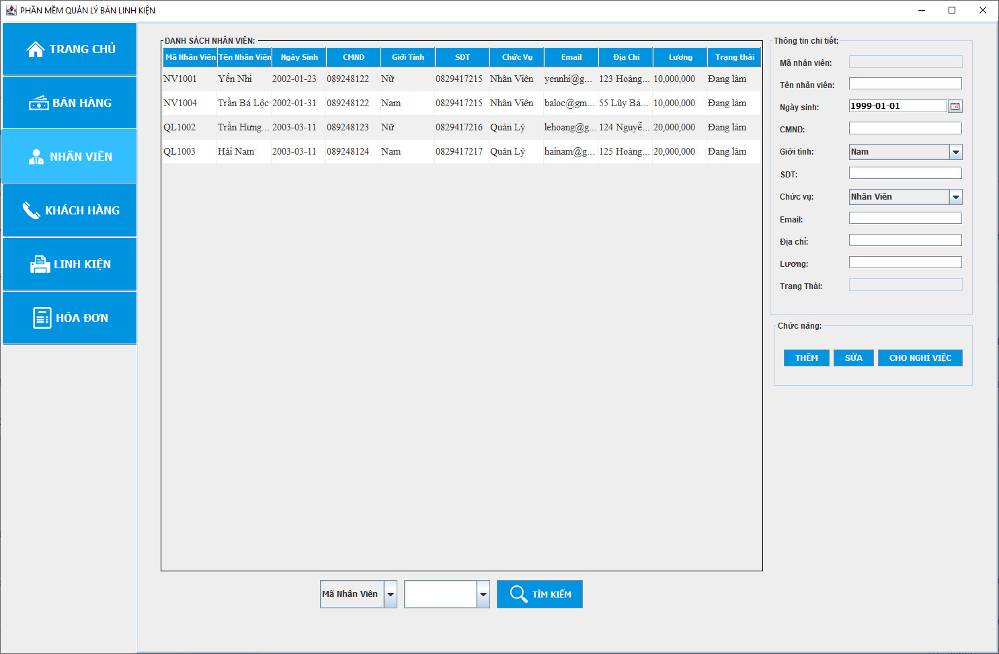 PHẦN MỀM QUẢN LÝ BÁN LINH KIỆN
TRANG CHỦ
BÁN HÀNG
NHÂN VIÊN
KHÁCH HÀNG
LINH KIỆN
HÓA ĐƠN
DANH SÁCH NHÂN VIÊN:
Mã Nhân Viên Tên Nhân Viên Ngày Sinh CMND Giới Tính SDT Chức Vụ Email Địa Chỉ Lương Trạng thái
NV1001 Yến Nhi 2002-01-23 089248122 Nữ 0829417215 Nhân Viên yennhi@g... 123 Hoàng... 10,000,000 Đang làm
NV1004 Trần Bá Lộc 2002-01-31 089248122 Nam 0829417215 Nhân Viên baloc@gm... 55 Lũy Bá... 10,000,000 Đang làm
QL1002 Trần Hưng... 2003-03-11 089248123 Nữ 0829417216 Quản Lý lehoang@g... 124 Nguyễ... 20,000,000 Đang làm
QL1003 Hải Nam 2003-03-11 089248124 Nam 0829417217 Quản Lý hainam@g... 125 Hoàng... 20,000,000 Đang làm
Mã Nhân Viên
TÌM KIẾM
Thông tin chi tiết:
Mã nhân viên:
Tên nhân viên:
Ngày sinh: 1999-01-01
CMND:
Giới tính: Nam
SDT:
Chức vụ: Nhân Viên
Email:
Địa chỉ:
Lương:
Trạng Thái:
Chức năng:
THÊM SỬA CHO NGHỈ VIỆC